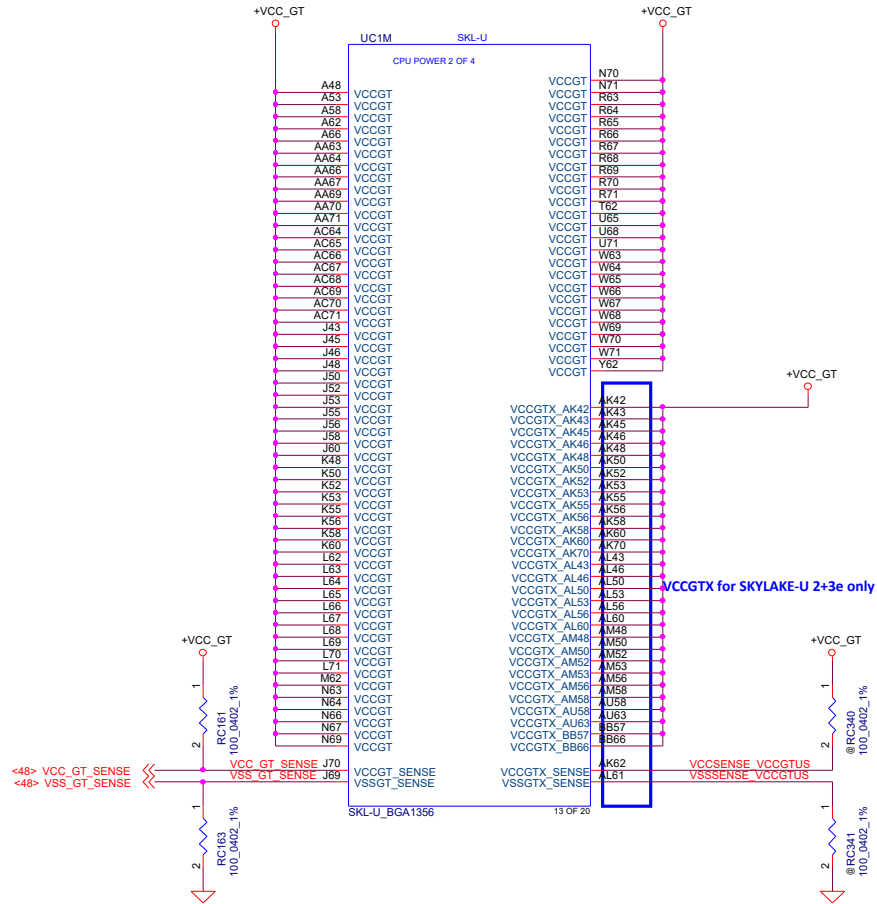 +VCC_GT
+VCC_GT
UC1M
SKL-U
CPU POWER 2 OF 4
A48 VCCGT
A53 VCCGT
A58 VCCGT
A62 VCCGT
A66 VCCGT
AA63 VCCGT
AA64 VCCGT
AA66 VCCGT
AA67 VCCGT
AA69 VCCGT
AA70 VCCGT
AA71 VCCGT
AC64 VCCGT
AC65 VCCGT
AC66 VCCGT
AC67 VCCGT
AC68 VCCGT
AC69 VCCGT
AC70 VCCGT
AC71 VCCGT
J43 VCCGT
J45 VCCGT
J46 VCCGT
J48 VCCGT
J50 VCCGT
J52 VCCGT
J53 VCCGT
J55 VCCGT
J56 VCCGT
J58 VCCGT
J60 VCCGT
K48 VCCGT
K50 VCCGT
K52 VCCGT
K53 VCCGT
K55 VCCGT
K56 VCCGT
K58 VCCGT
K60 VCCGT
L62 VCCGT
L63 VCCGT
L64 VCCGT
L65 VCCGT
L66 VCCGT
L67 VCCGT
L68 VCCGT
L69 VCCGT
L70 VCCGT
L71 VCCGT
M62 VCCGT
N63 VCCGT
N64 VCCGT
N66 VCCGT
N67 VCCGT
N69 VCCGT
VCCGT N70
VCCGT N71
VCCGT R63
VCCGT R64
VCCGT R65
VCCGT R66
VCCGT R67
VCCGT R68
VCCGT R69
VCCGT R70
VCCGT R71
VCCGT T62
VCCGT U65
VCCGT U68
VCCGT U71
VCCGT W63
VCCGT W64
VCCGT W65
VCCGT W66
VCCGT W67
VCCGT W68
VCCGT W69
VCCGT W70
VCCGT W71
VCCGT Y62
+VCC_GT
VCCGTX_AK42 AK42
VCCGTX_AK43 AK43
VCCGTX_AK45 AK45
VCCGTX_AK46 AK46
VCCGTX_AK48 AK48
VCCGTX_AK50 AK50
VCCGTX_AK52 AK52
VCCGTX_AK53 AK53
VCCGTX_AK55 AK55
VCCGTX_AK56 AK56
VCCGTX_AK58 AK58
VCCGTX_AK60 AK60
VCCGTX_AK70 AK70
VCCGTX_AL43 AL43
VCCGTX_AL46 AL46
VCCGTX_AL50 AL50
VCCGTX_AL53 AL53
VCCGTX_AL56 AL56
VCCGTX_AL60 AL60
VCCGTX_AM48 AM48
VCCGTX_AM50 AM50
VCCGTX_AM52 AM52
VCCGTX_AM53 AM53
VCCGTX_AM56 AM56
VCCGTX_AM58 AM58
VCCGTX_AU58 AU58
VCCGTX_AU63 AU63
VCCGTX_BB57 BB57
VCCGTX_BB66 BB66
VCCGTX for SKYLAKE-U 2+3e only
+VCC_GT
1
2
RC161
100_0402_1%
+VCC_GT
1
2
@RC340
100_0402_1%
<48> VCC_GT_SENSE
VCC_GT_SENSE J70 VCCGT_SENSE
<48> VSS_GT_SENSE
VSS_GT_SENSE J69 VSSGT_SENSE
VCCGTX_SENSE AK62 VCCSENSE_VCCGTUS
VSSGTX_SENSE AL61 VSSSENSE_VCCGTUS
SKL-U_BGA1356
13 OF 20
1
2
RC163
100_0402_1%
1
2
@RC341
100_0402_1%